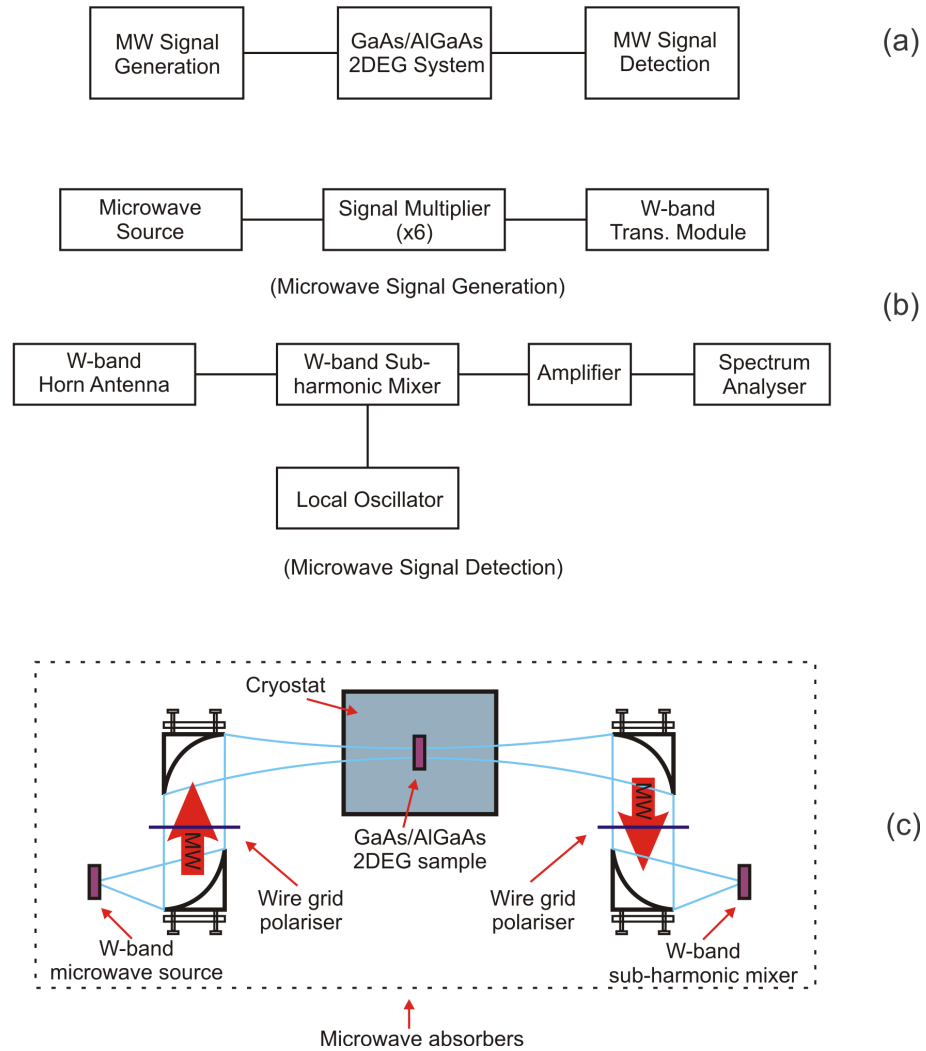 MW Signal
Generation
GaAs/AlGaAs
2DEG System
MW Signal
Detection
(a)
Microwave
Source
Signal Multiplier
(x6)
W-band
Trans. Module
(Microwave Signal Generation)
(b)
W-band
Horn Antenna
W-band Sub-
harmonic Mixer
Amplifier
Spectrum
Analyser
Local Oscillator
(Microwave Signal Detection)
Cryostat
MW
MW
GaAs/AlGaAs
2DEG sample
(c)
Wire grid
polariser
Wire grid
polariser
W-band
microwave source
W-band
sub-harmonic mixer
Microwave absorbers